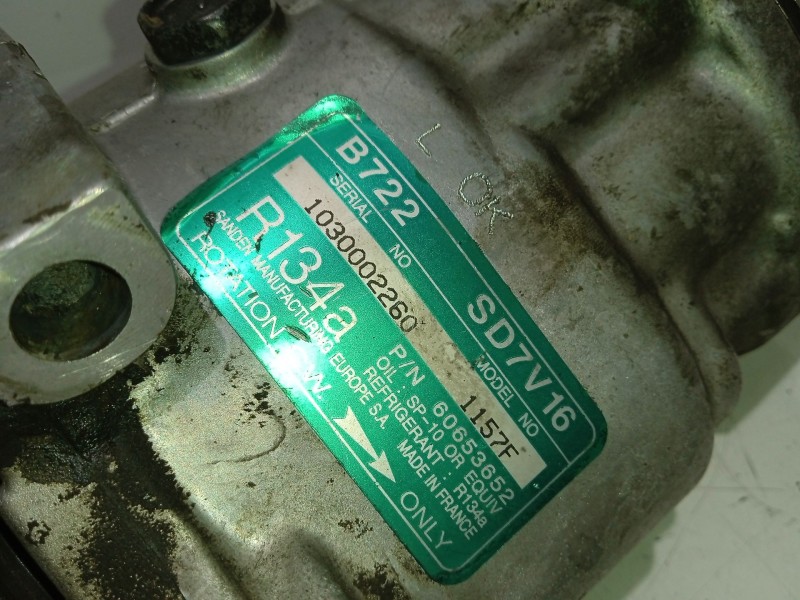 L OK
B722 SD7V16
SERIAL NO MODEL NO
1030002260 1157F
R134a P/N 60653652
OIL : SP-10 OR EQUIV
REFRIGERANT : R134a
SANDEN MANUFACTURING EUROPE S.A. MADE IN FRANCE
ROTATION ONLY